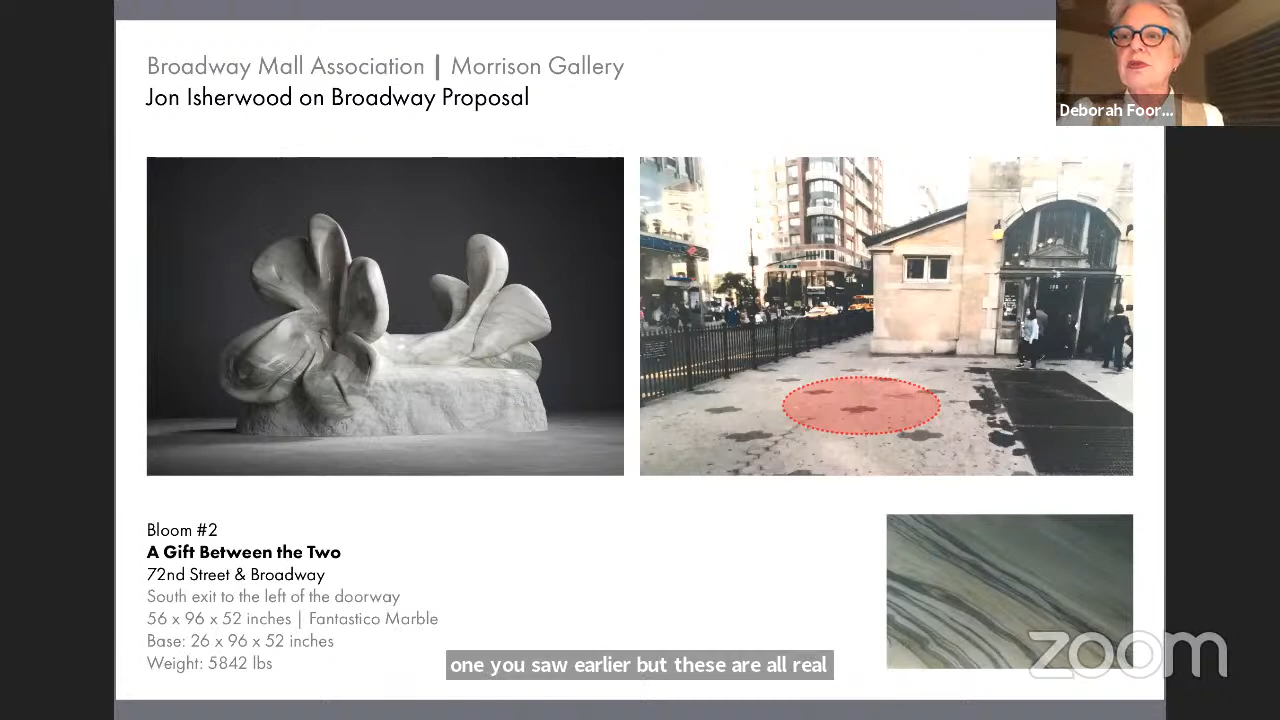 Broadway Mall Association | Morrison Gallery
Jon Isherwood on Broadway Proposal
Deborah Foor...
Bloom #2
A Gift Between the Two
72nd Street & Broadway
South exit to the left of the doorway
56 x 96 x 52 inches | Fantastico Marble
Base: 26 x 96 x 52 inches
Weight: 5842 lbs
one you saw earlier but these are all real
zoom